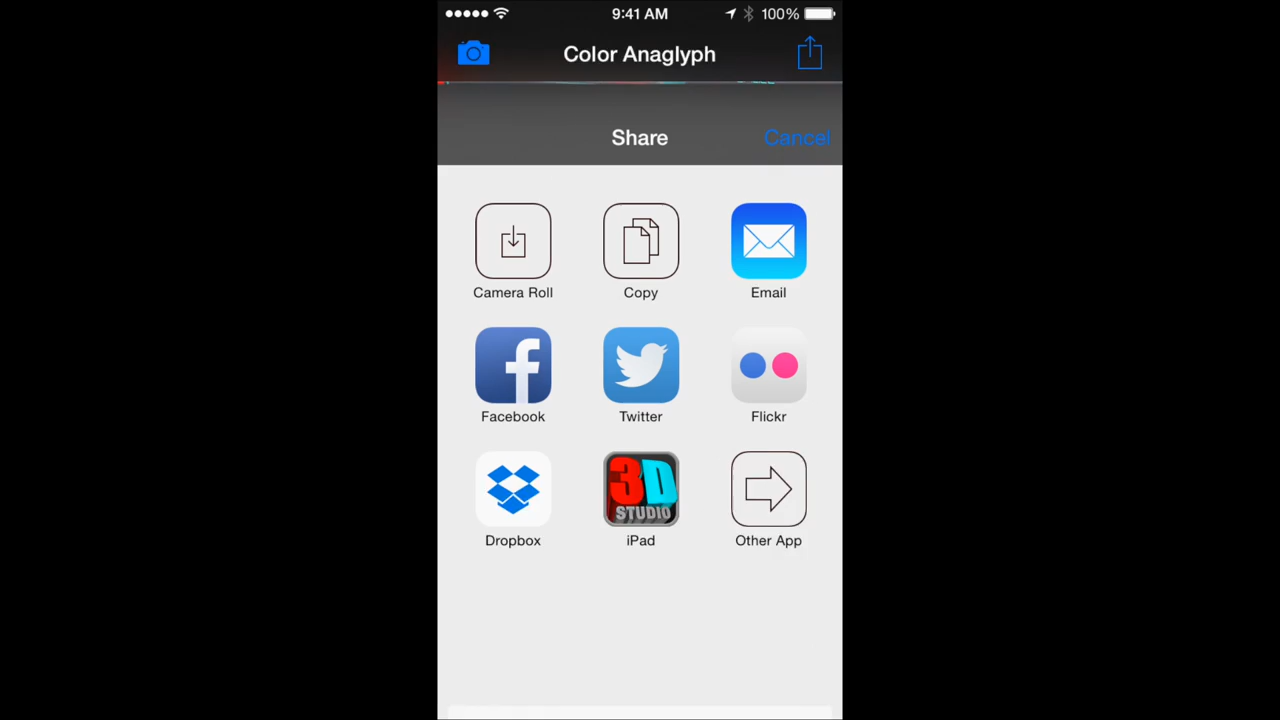 9:41 AM 100%
Color Anaglyph
Share Cancel
Camera Roll Copy Email
Facebook Twitter Flickr
3D
STUDIO
Dropbox iPad Other App